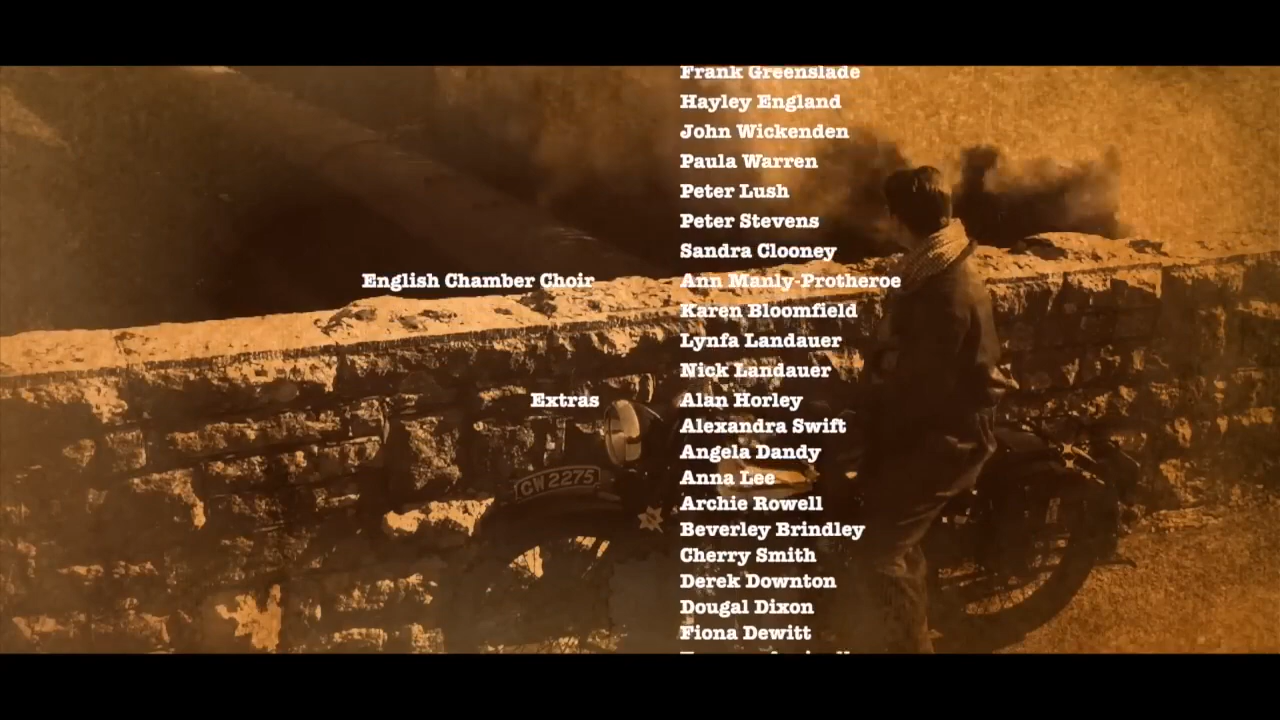 Frank Greenslade
Hayley England
John Wickenden
Paula Warren
Peter Lush
Peter Stevens
Sandra Clooney
English Chamber Choir Ann Manly-Protheroe
Karen Bloomfield
Lynfa Landauer
Nick Landauer
Extras Alan Horley
Alexandra Swift
Angela Dandy
Anna Lee
CW 2275
Archie Rowell
Beverley Brindley
Cherry Smith
Derek Downton
Dougal Dixon
Fiona Dewitt